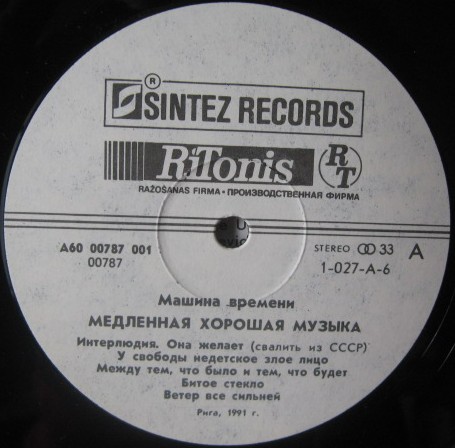 ®
SINTEZ RECORDS
RiTonis RT
RAŽOŠANAS FIRMA • ПРОИЗВОДСТВЕННАЯ ФИРМА
A60 00787 001
00787
STEREO 33 A
1-027-A-6
Машина времени
МЕДЛЕННАЯ ХОРОШАЯ МУЗЫКА
Интерлюдия. Она желает (свалить из СССР)
У свободы недетское злое лицо
Между тем, что было и тем, что будет
Битое стекло
Ветер все сильней
Рига, 1991 г.